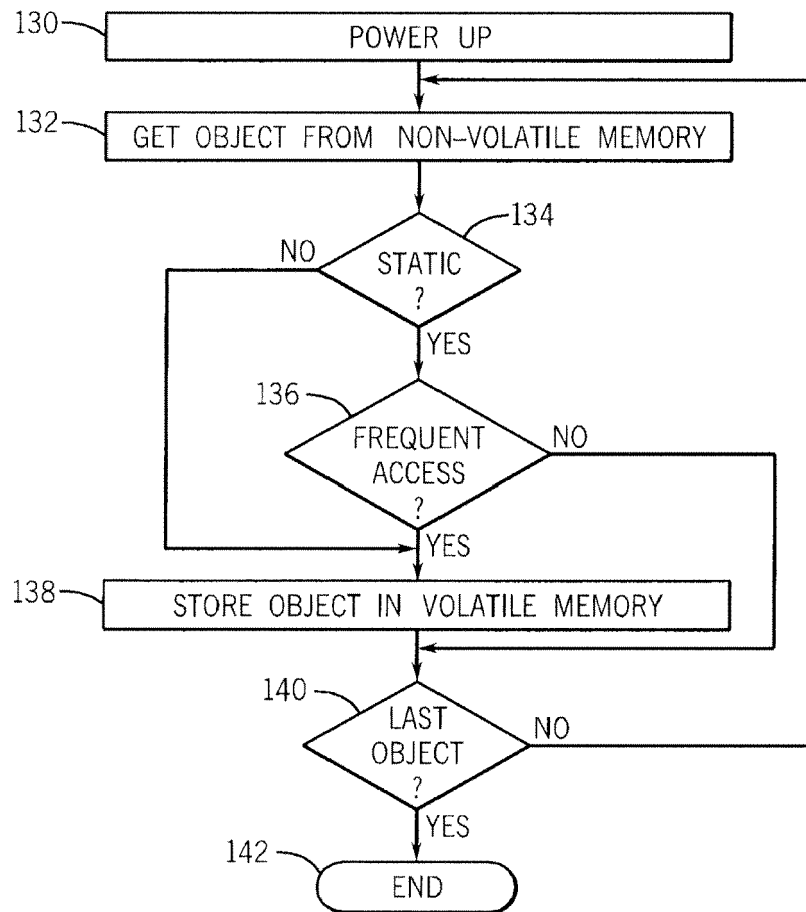 130
POWER UP
132
GET OBJECT FROM NON-VOLATILE MEMORY
134
NO
STATIC
?
YES
136
FREQUENT
ACCESS
?
NO
YES
138
STORE OBJECT IN VOLATILE MEMORY
140
LAST
OBJECT
?
NO
YES
142
END